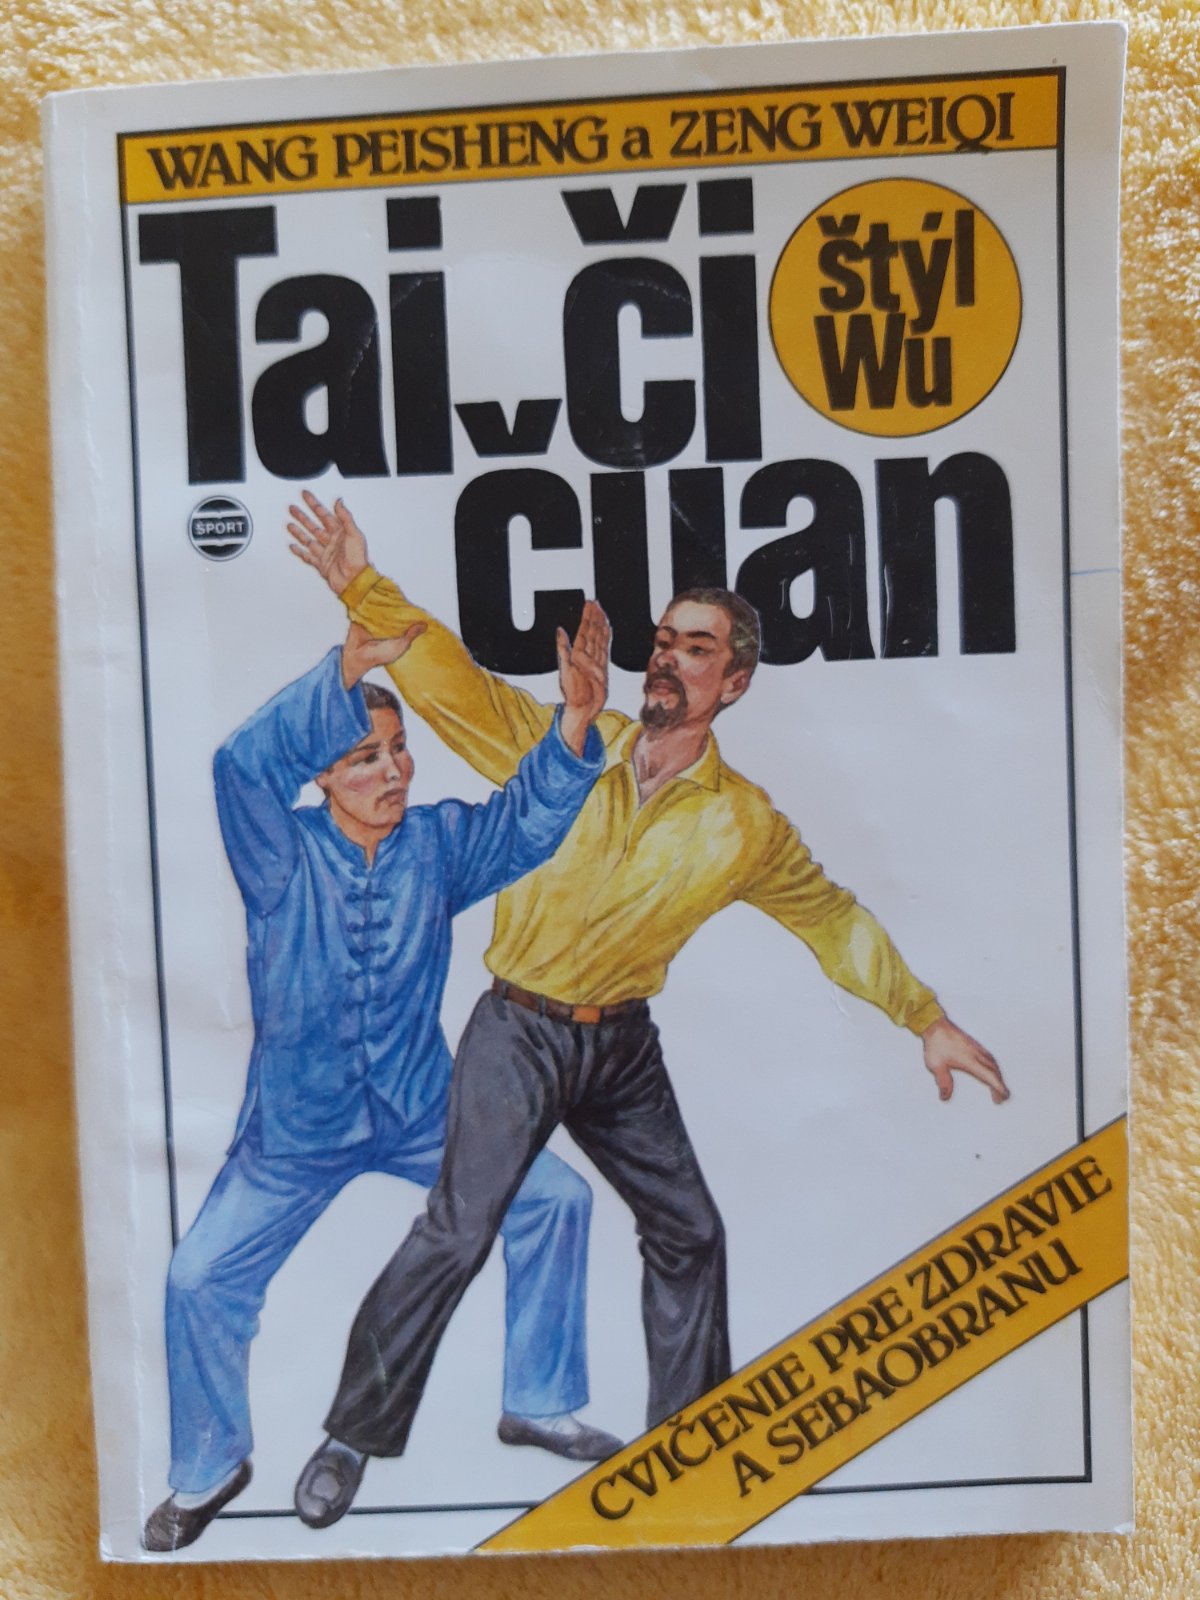 WANG PEISHENG a ZENG WEIQI
Tai-či
čuan
štýl
Wu
ŠPORT
CVIČENIE PRE ZDRAVIE
A SEBAOBRANU